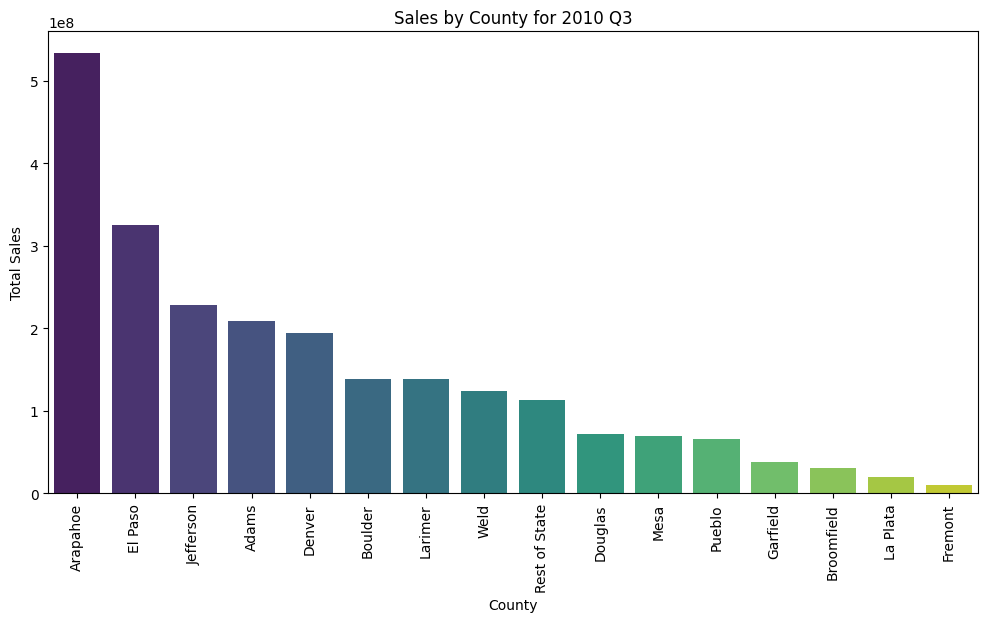 Sales by County for 2010 Q3
1e8
Total Sales
5
4
3
2
1
0
Arapahoe
El Paso
Jefferson
Adams
Denver
Boulder
Larimer
Weld
Rest of State
Douglas
Mesa
Pueblo
Garfield
Broomfield
La Plata
Fremont
County